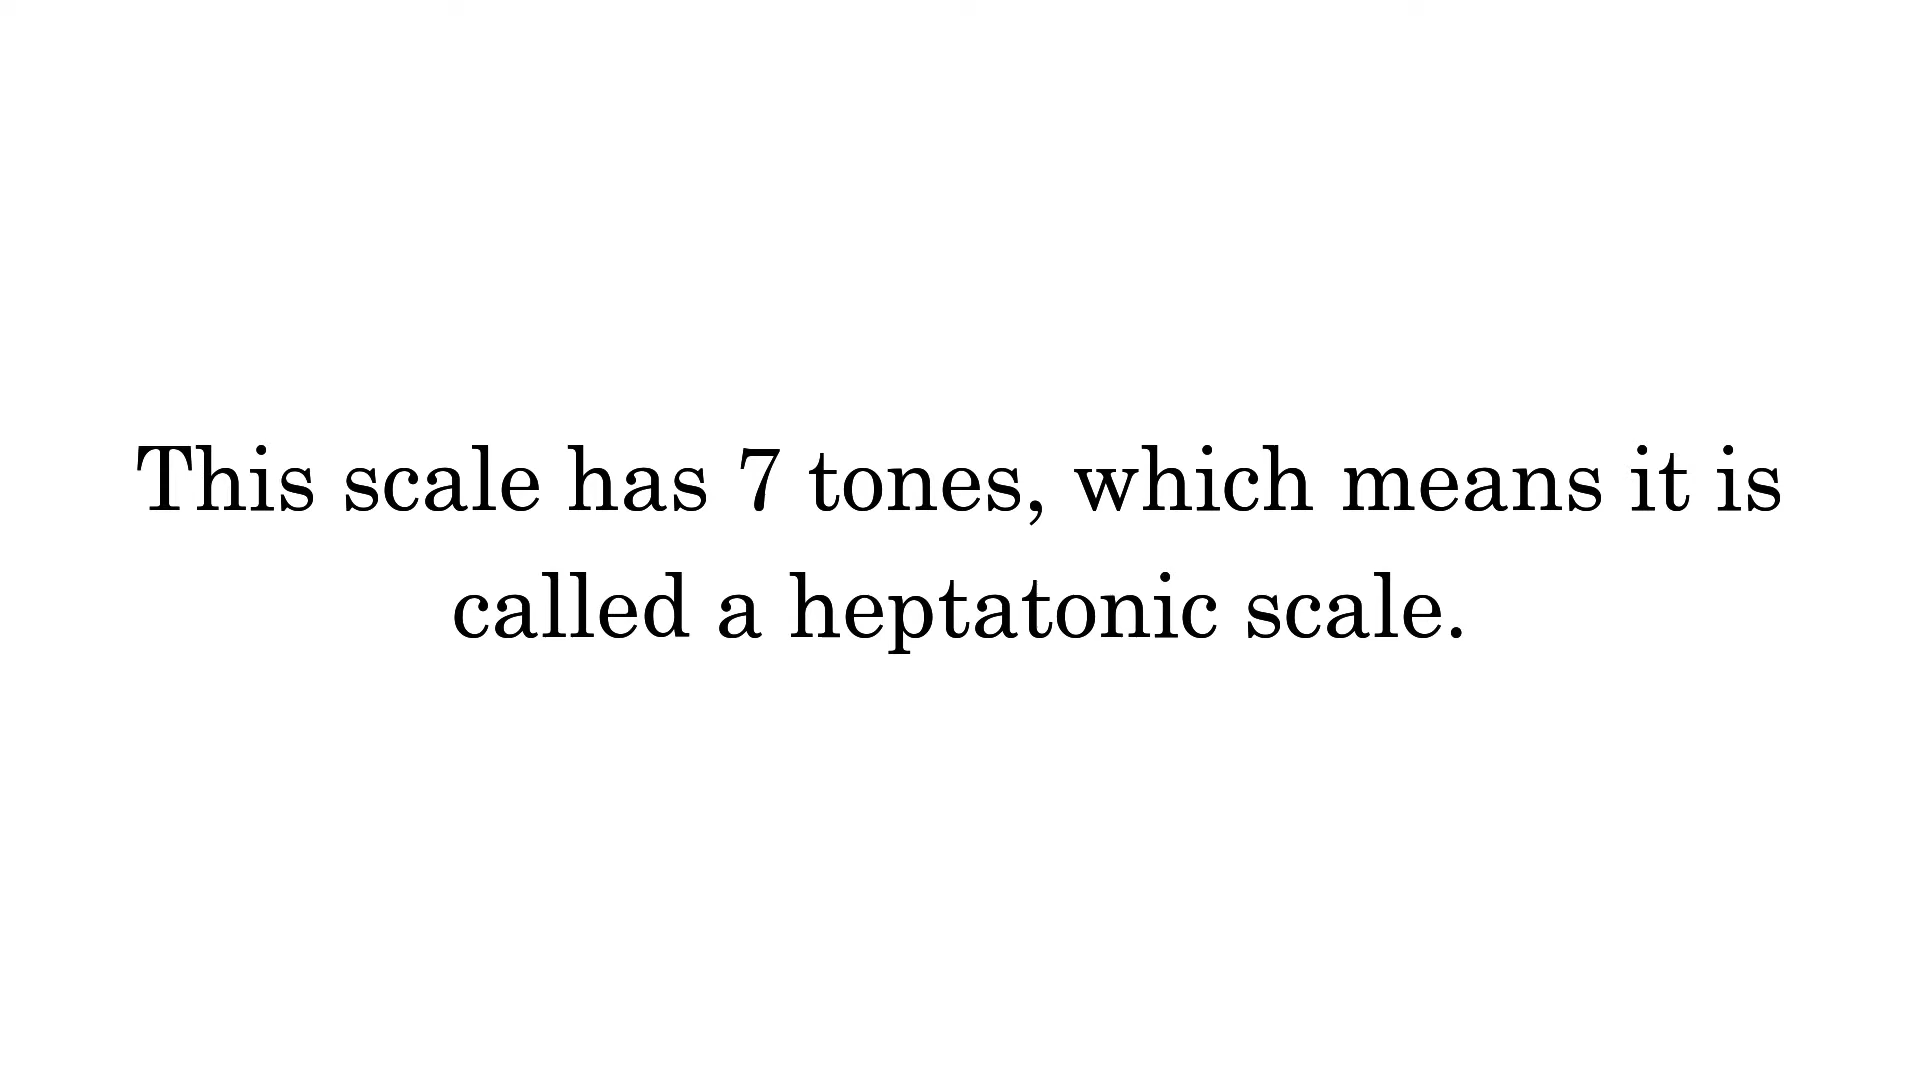 This scale has 7 tones, which means it is
called a heptatonic scale.